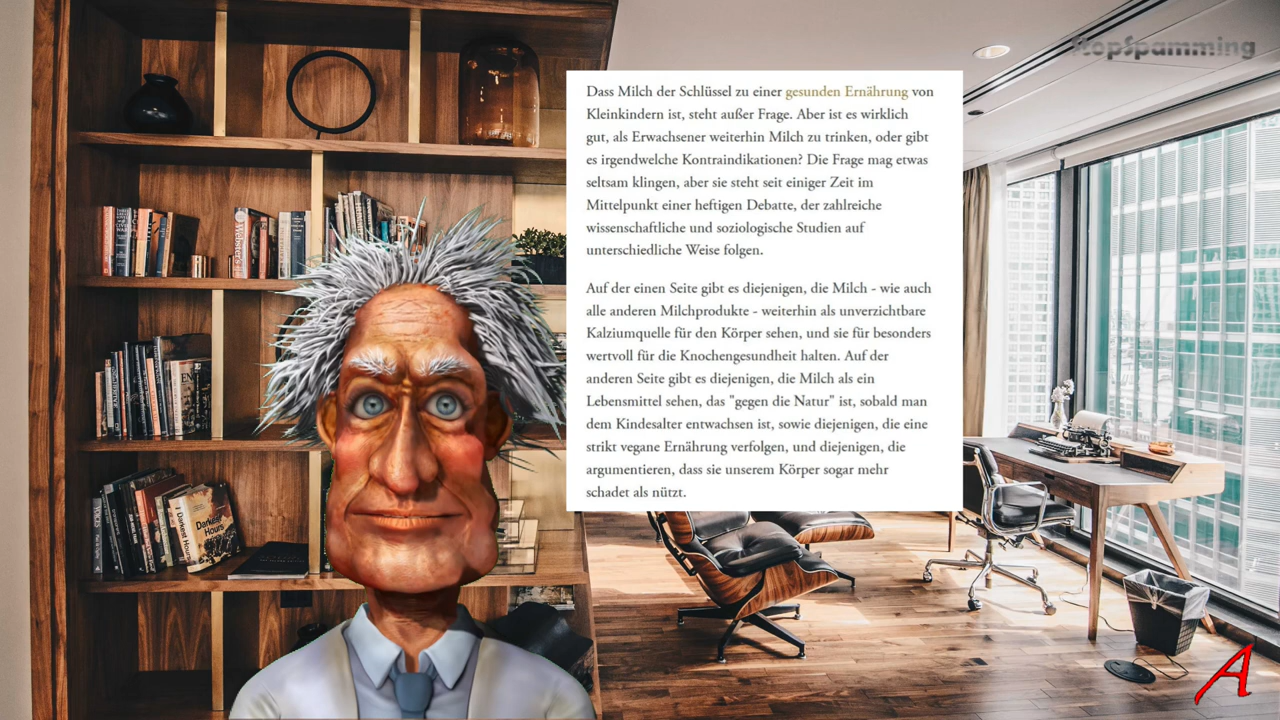 StopSpamming
Dass Milch der Schlüssel zu einer gesunden Ernährung von
Kleinkindern ist, steht außer Frage. Aber ist es wirklich
gut, als Erwachsener weiterhin Milch zu trinken, oder gibt
es irgendwelche Kontraindikationen? Die Frage mag etwas
seltsam klingen, aber sie steht seit einiger Zeit im
Mittelpunkt einer heftigen Debatte, der zahlreiche
wissenschaftliche und soziologische Studien auf
unterschiedliche Weise folgen.
Auf der einen Seite gibt es diejenigen, die Milch - wie auch
alle anderen Milchprodukte - weiterhin als unverzichtbare
Kalziumquelle für den Körper sehen, und sie für besonders
wertvoll für die Knochengesundheit halten. Auf der
anderen Seite gibt es diejenigen, die Milch als ein
Lebensmittel sehen, das "gegen die Natur" ist, sobald man
dem Kindesalter entwachsen ist, sowie diejenigen, die eine
strikt vegane Ernährung verfolgen, und diejenigen, die
argumentieren, dass sie unserem Körper sogar mehr
schadet als nützt.
Darkest
Hours
A